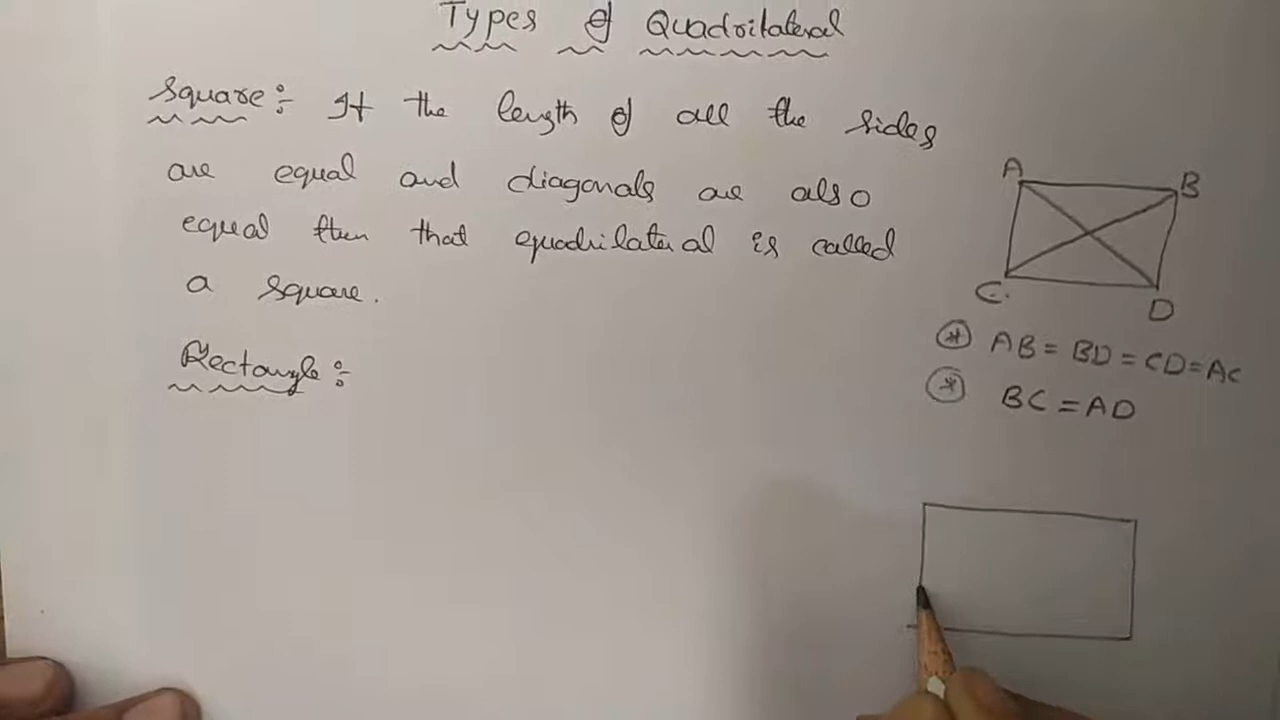 Types of Quadrilateral
Square :- If the length of all the sides
are equal and diagonals are also
equal then that quadrilateral is called
a square.
A
B
C
D
* AB = BD = CD = AC
* BC = AD
Rectangle :-